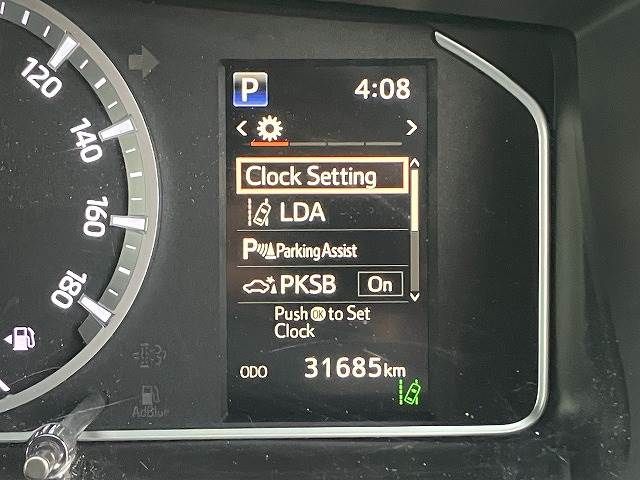 120
140
160
180
AdBlue
P
4:08
Clock Setting
LDA
P Parking Assist
PKSB On
Push OK to Set
Clock
ODO 31685km